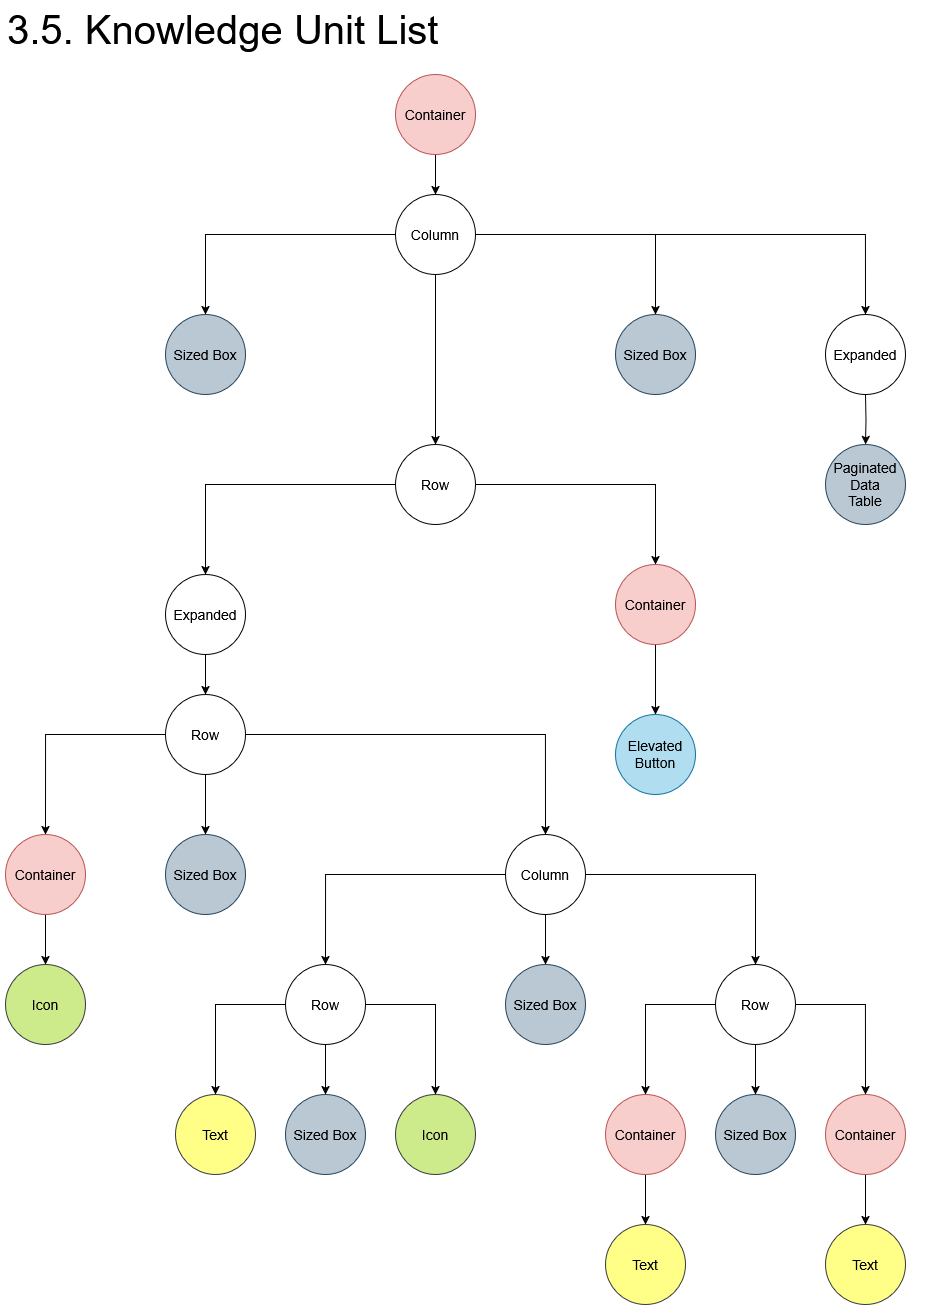 3.5. Knowledge Unit List
Container
Column
Sized Box
Sized Box
Expanded
Row
Paginated
Data
Table
Expanded
Container
Row
Elevated
Button
Container
Sized Box
Column
Icon
Row
Sized Box
Row
Text
Sized Box
Icon
Container
Sized Box
Container
Text
Text